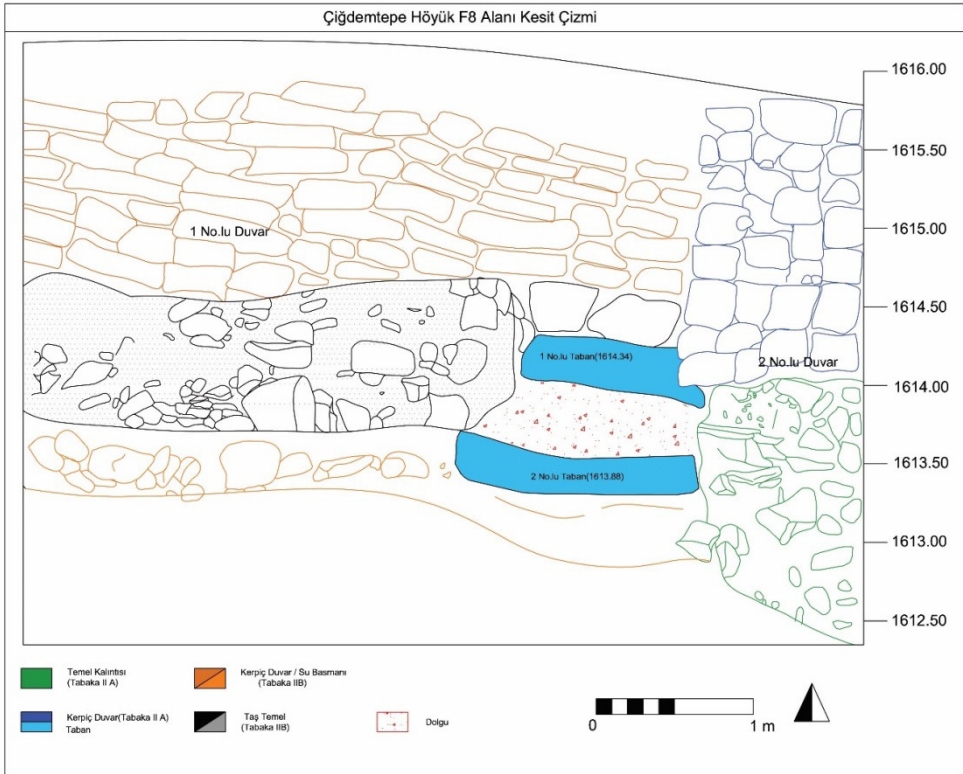 Çiğdemtepe Höyük F8 Alanı Kesit Çizmi
1616.00
1615.50
1 No.lu Duvar
1615.00
1614.50
1 No.lu Taban(1614.34)
2 No.lu Duvar
1614.00
2 No.lu Taban(1613.88)
1613.50
1613.00
1612.50
Temel Kalıntısı
(Tabaka II A)
Kerpiç Duvar / Su Basmanı
(Tabaka IIB)
Kerpiç Duvar(Tabaka II A)
Taban
Taş Temel
(Tabaka IIB)
Dolgu
0
1 m